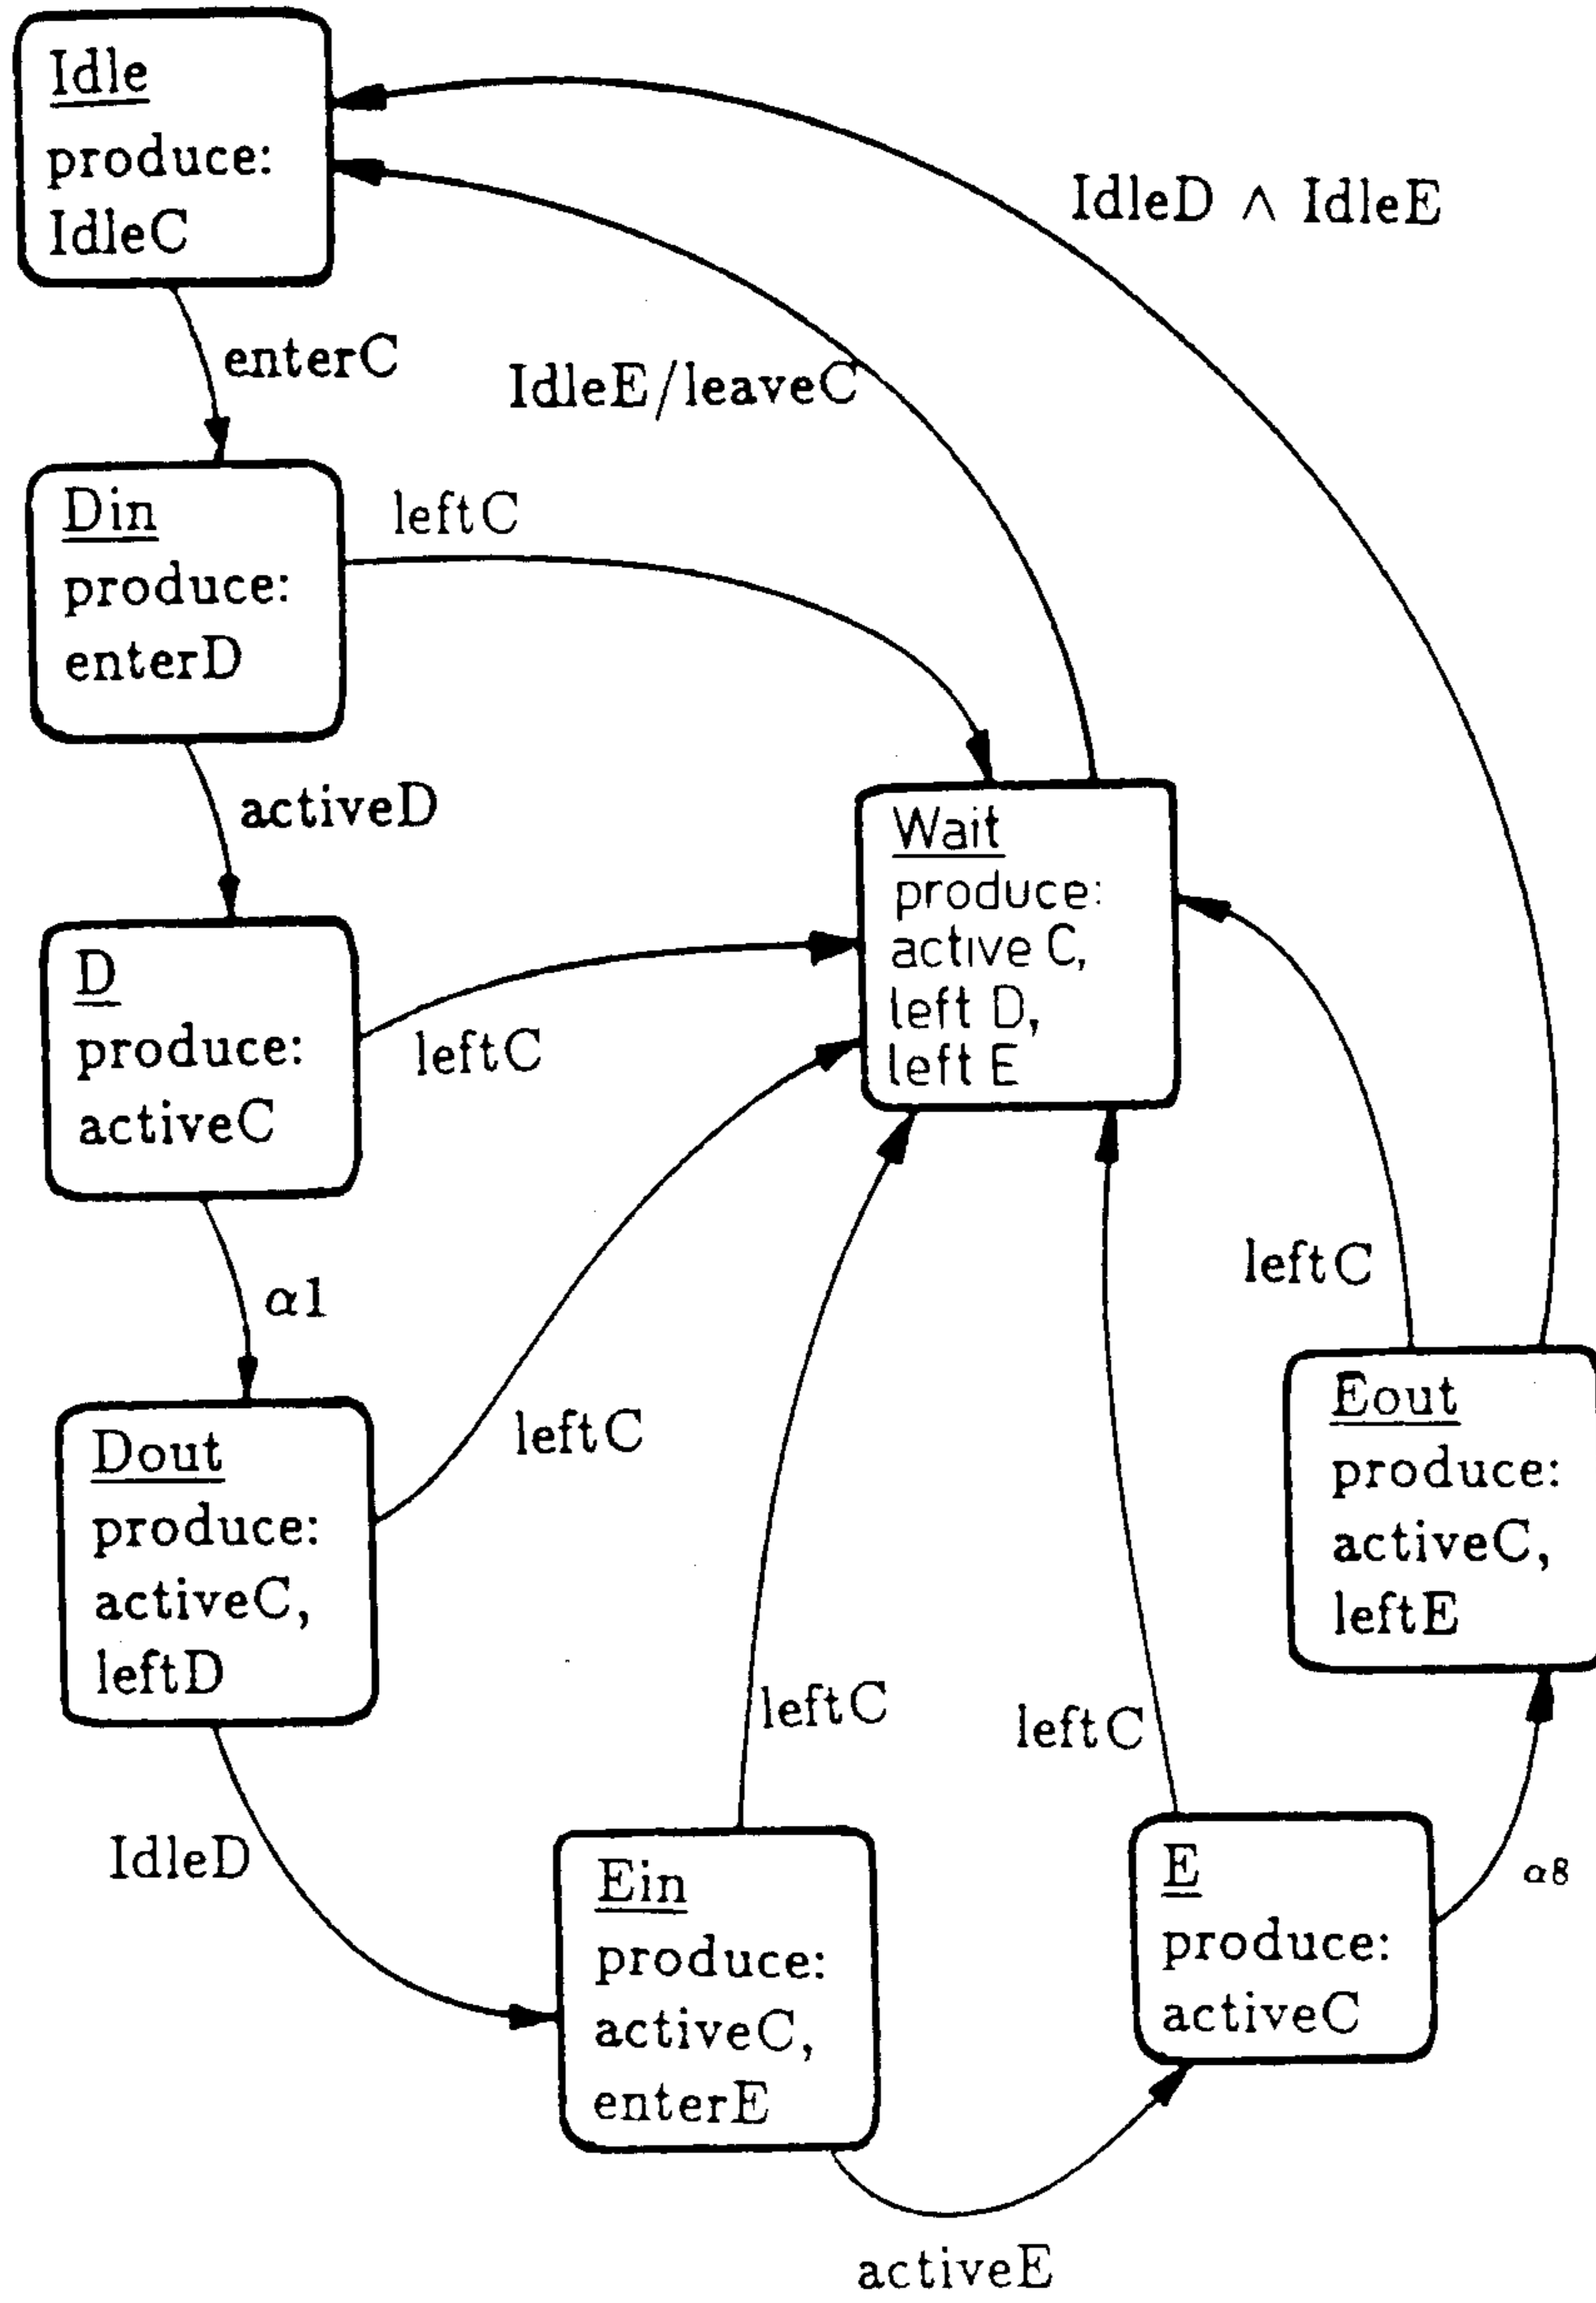 Idle
produce:
IdleC
IdleD ∧ IdleE
enterC
IdleE/leaveC
Din
produce:
enterD
leftC
activeD
Wait
produce:
active C,
left D,
left E
D
produce:
activeC
leftC
α1
leftC
Eout
produce:
activeC,
leftE
Dout
produce:
activeC,
leftD
leftC
leftC
leftC
IdleD
Ein
produce:
activeC,
enterE
E
produce:
activeC
α8
activeE